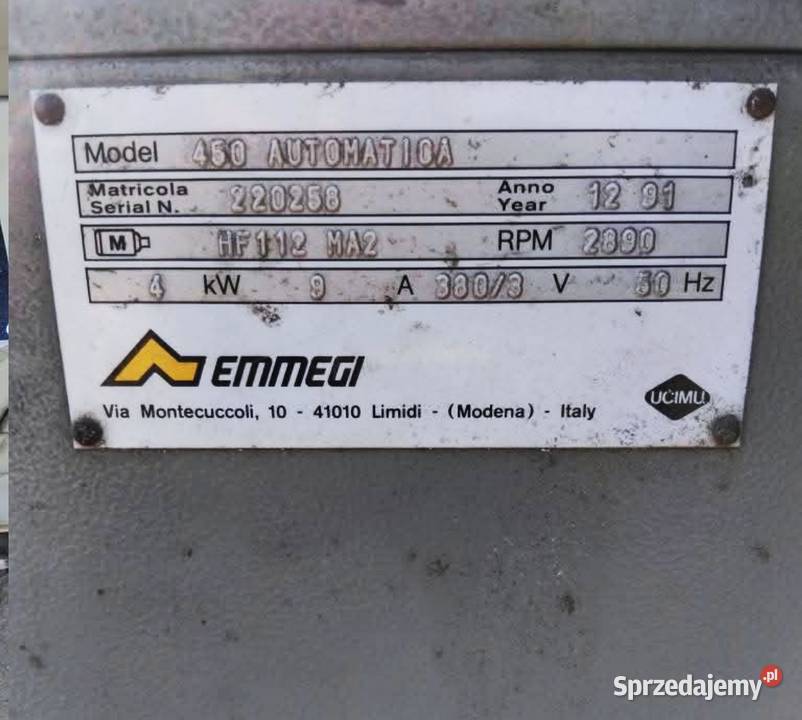 Model 450 AUTOMATICA
Matricola Anno
Serial N. 220258 Year 12 91
M HF112 MA2 RPM 2890
4 kW 9 A 380/3 V 50 Hz
EMMEGI
UCIMU
Via Montecuccoli, 10 - 41010 Limidi - (Modena) - Italy
Sprzedajemy.pl